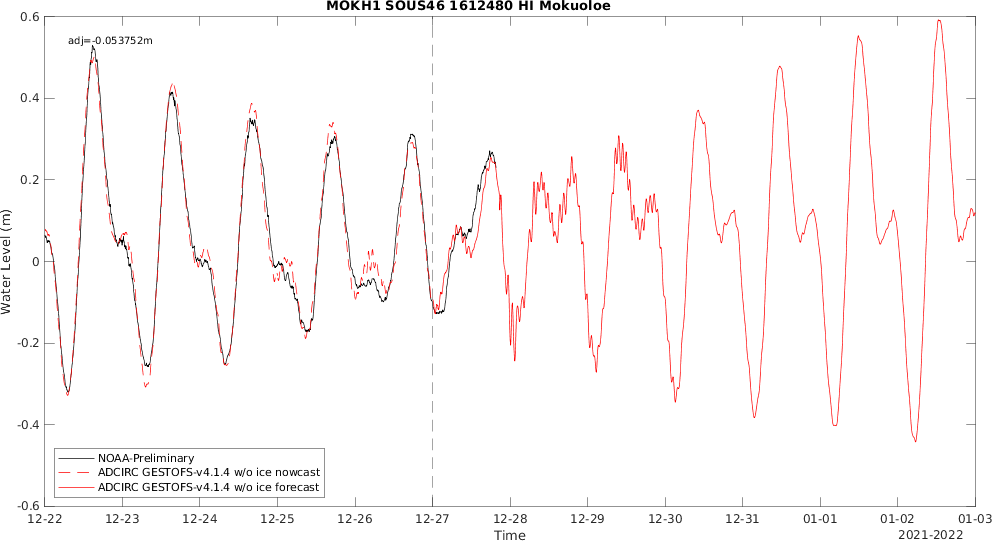 MOKH1 SOUS46 1612480 HI Mokuoloe
adj=-0.053752m
0.6
0.4
0.2
0
-0.2
-0.4
-0.6
Water Level (m)
NOAA-Preliminary
ADCIRC GESTOFS-v4.1.4 w/o ice nowcast
ADCIRC GESTOFS-v4.1.4 w/o ice forecast
12-22 12-23 12-24 12-25 12-26 12-27 12-28 12-29 12-30 12-31 01-01 01-02 01-03
Time
2021-2022